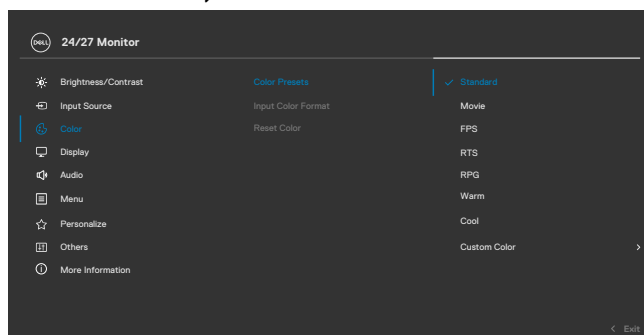 DELL 24/27 Monitor
Brightness/Contrast Color Presets Standard
Input Source Input Color Format Movie
Color Reset Color FPS
Display RTS
Audio RPG
Menu Warm
Personalize Cool
Others Custom Color
More Information
Exit